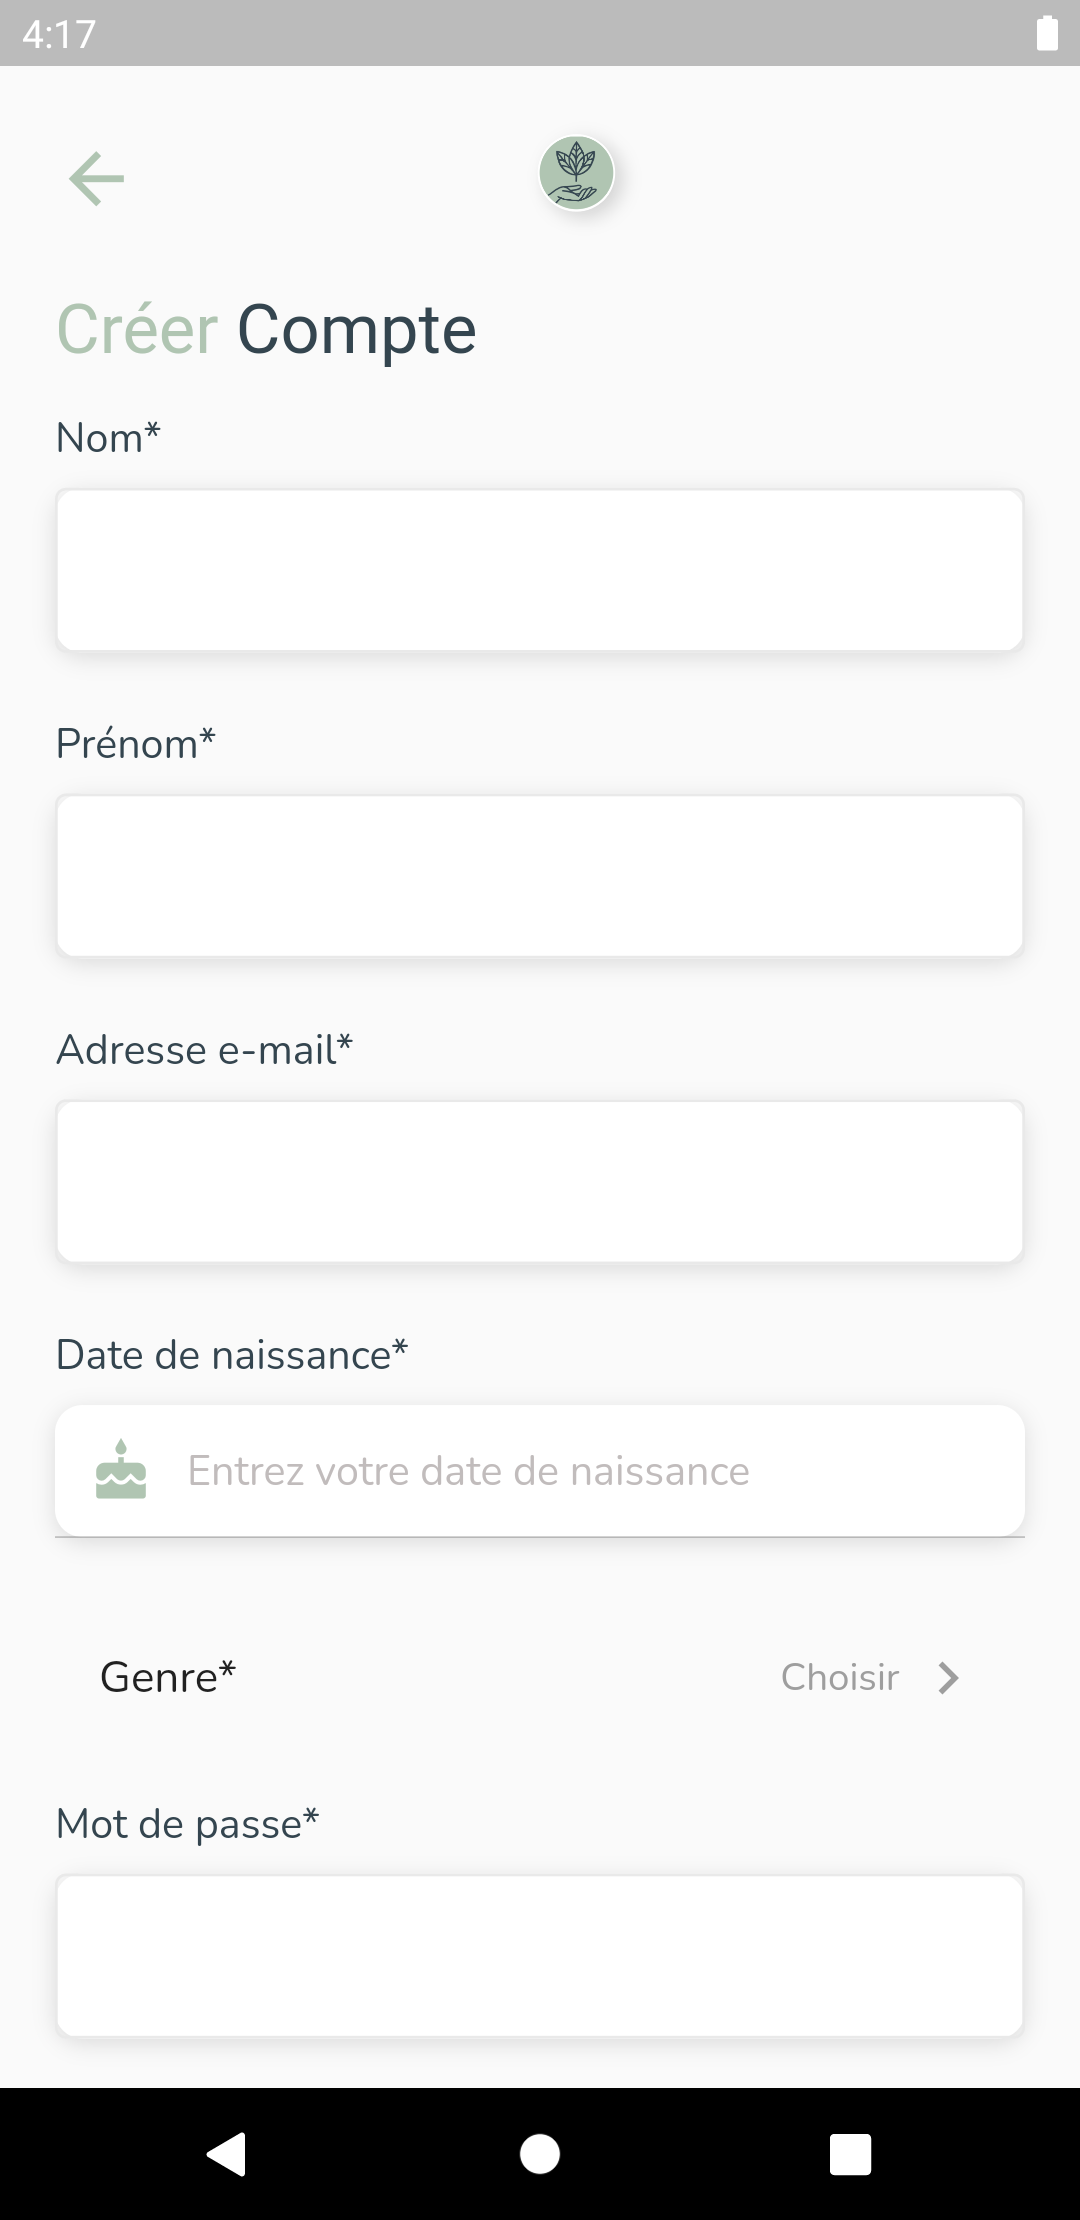 4:17
Créer Compte
Nom*
Prénom*
Adresse e-mail*
Date de naissance*
Entrez votre date de naissance
Genre*
Choisir
Mot de passe*